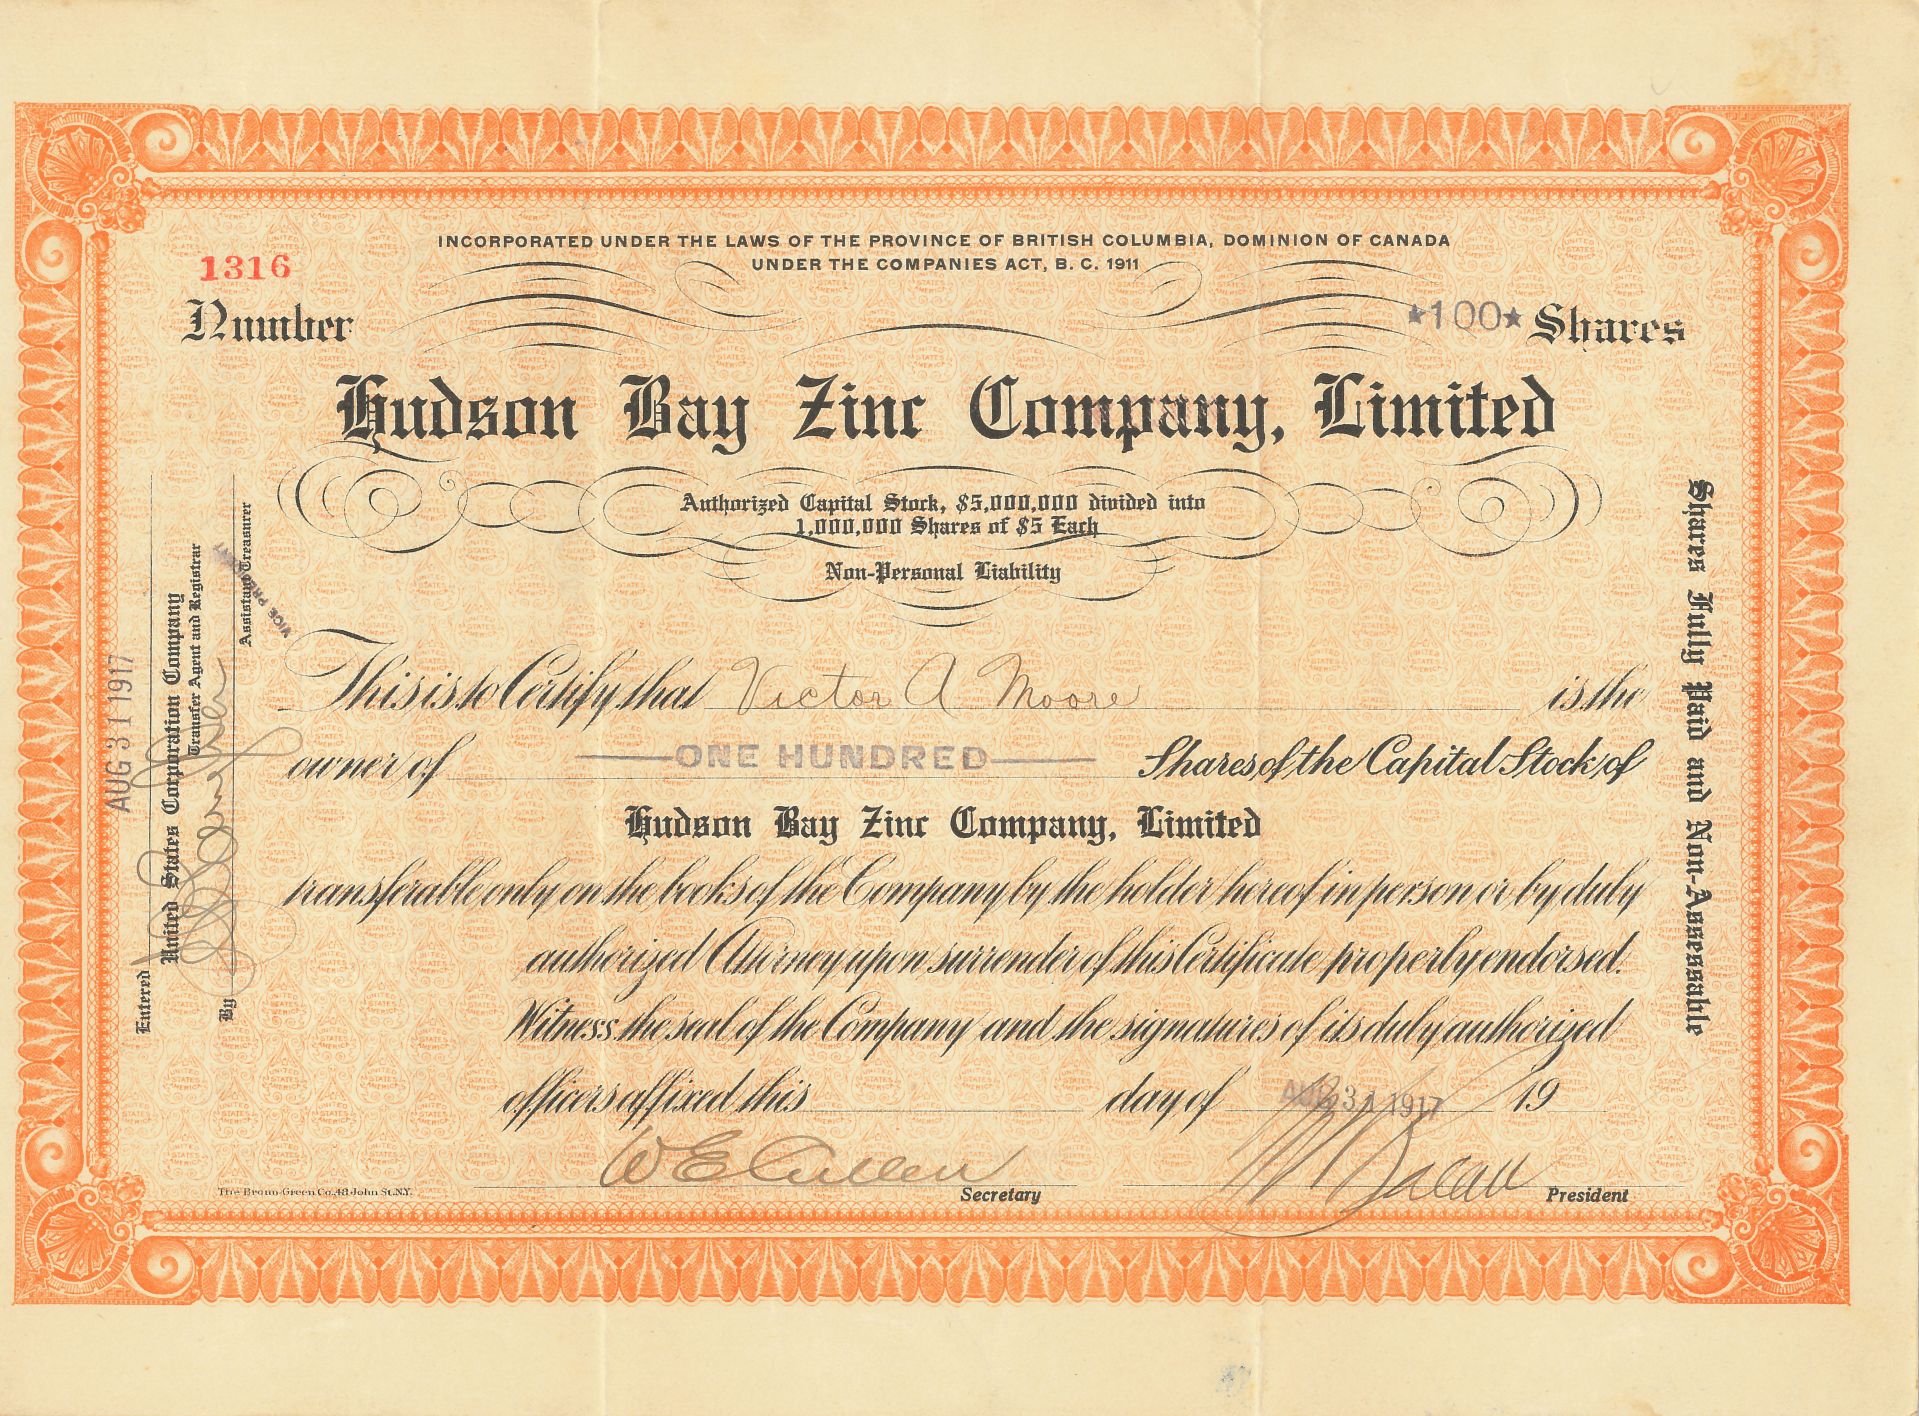 INCORPORATED UNDER THE LAWS OF THE PROVINCE OF BRITISH COLUMBIA, DOMINION OF CANADA
UNDER THE COMPANIES ACT, B. C. 1911
1316
Number
★100★ Shares
Hudson Bay Zinc Company, Limited
Authorized Capital Stock, $5,000,000 divided into
1,000,000 Shares of $5 Each
Non-Personal Liability
This is to Certify that Victor A Moore is the
owner of ONE HUNDRED Shares of the Capital Stock of
Hudson Bay Zinc Company, Limited
transferable only on the books of the Company by the holder hereof in person or by duly
authorized Attorney upon surrender of this Certificate properly endorsed.
Witness the seal of the Company and the signatures of its duly authorized
officers affixed this day of AUG 31 1917 19
W E Cullen
Secretary
President
The Broun-Green Co. 48 John St. N.Y.
Entered AUG 31 1917
United States Corporation Company
Transfer Agent and Registrar
By
Assistant Treasurer
VICE PRESIDENT
Shares Fully Paid and Non-Assessable